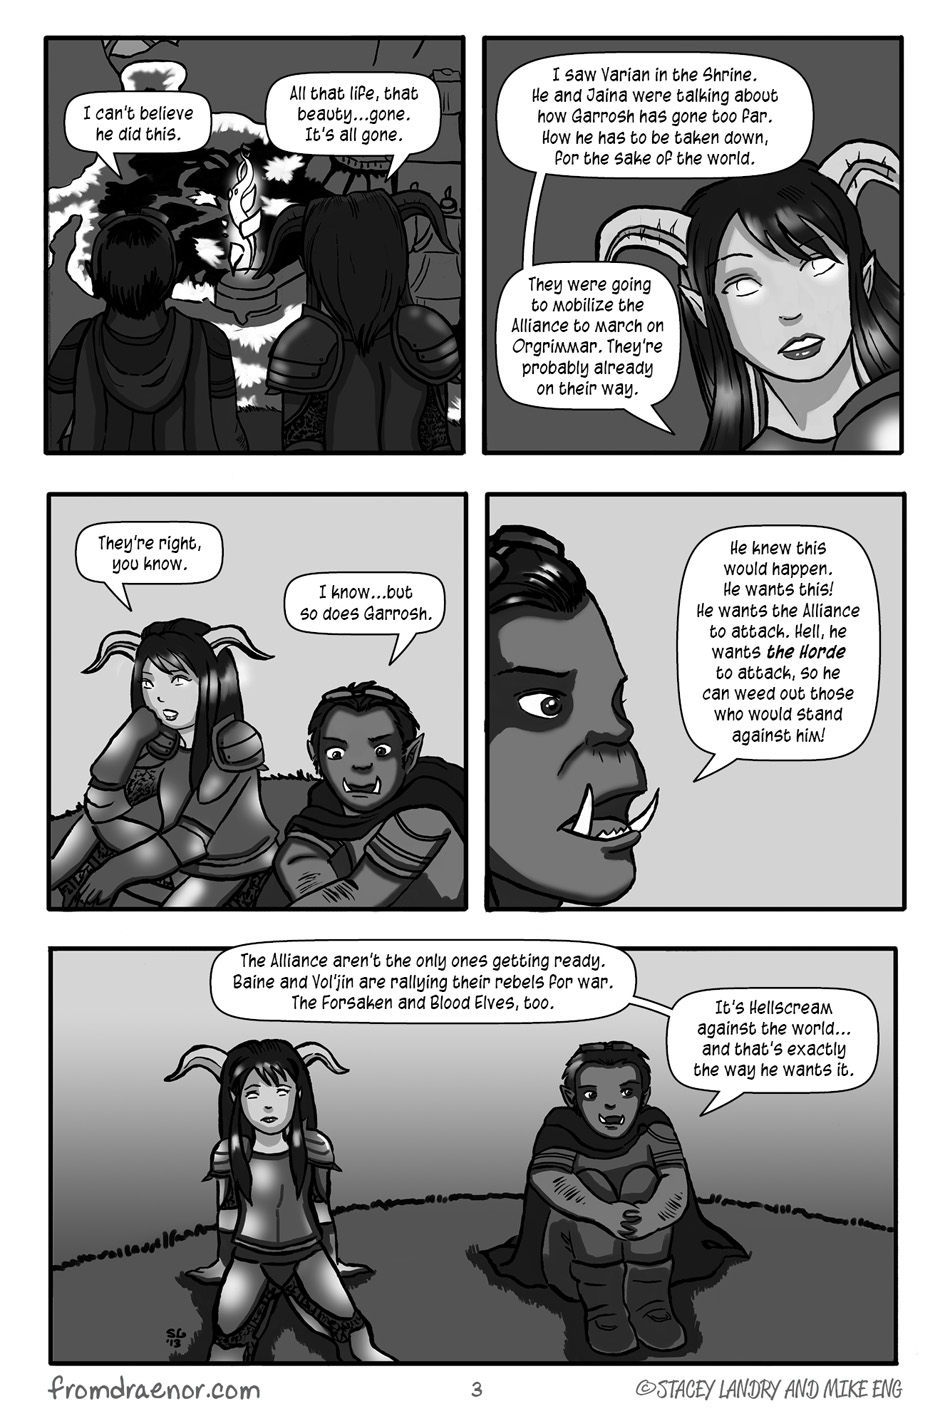 I can't believe
he did this.
All that life, that
beauty...gone.
It's all gone.
I saw Varian in the Shrine.
He and Jaina were talking about
how Garrosh has gone too far.
How he has to be taken down,
for the sake of the world.
They were going
to mobilize the
Alliance to march on
Orgrimmar. They're
probably already
on their way.
They're right,
you know.
I know...but
so does Garrosh.
He knew this
would happen.
He wants this!
He wants the Alliance
to attack. Hell, he
wants the Horde
to attack, so he
can weed out those
who would stand
against him!
The Alliance aren't the only ones getting ready.
Baine and Vol'jin are rallying their rebels for war.
The Forsaken and Blood Elves, too.
It's Hellscream
against the world...
and that's exactly
the way he wants it.
SG
'13
fromdraenor.com
3
©STACEY LANDRY AND MIKE ENG